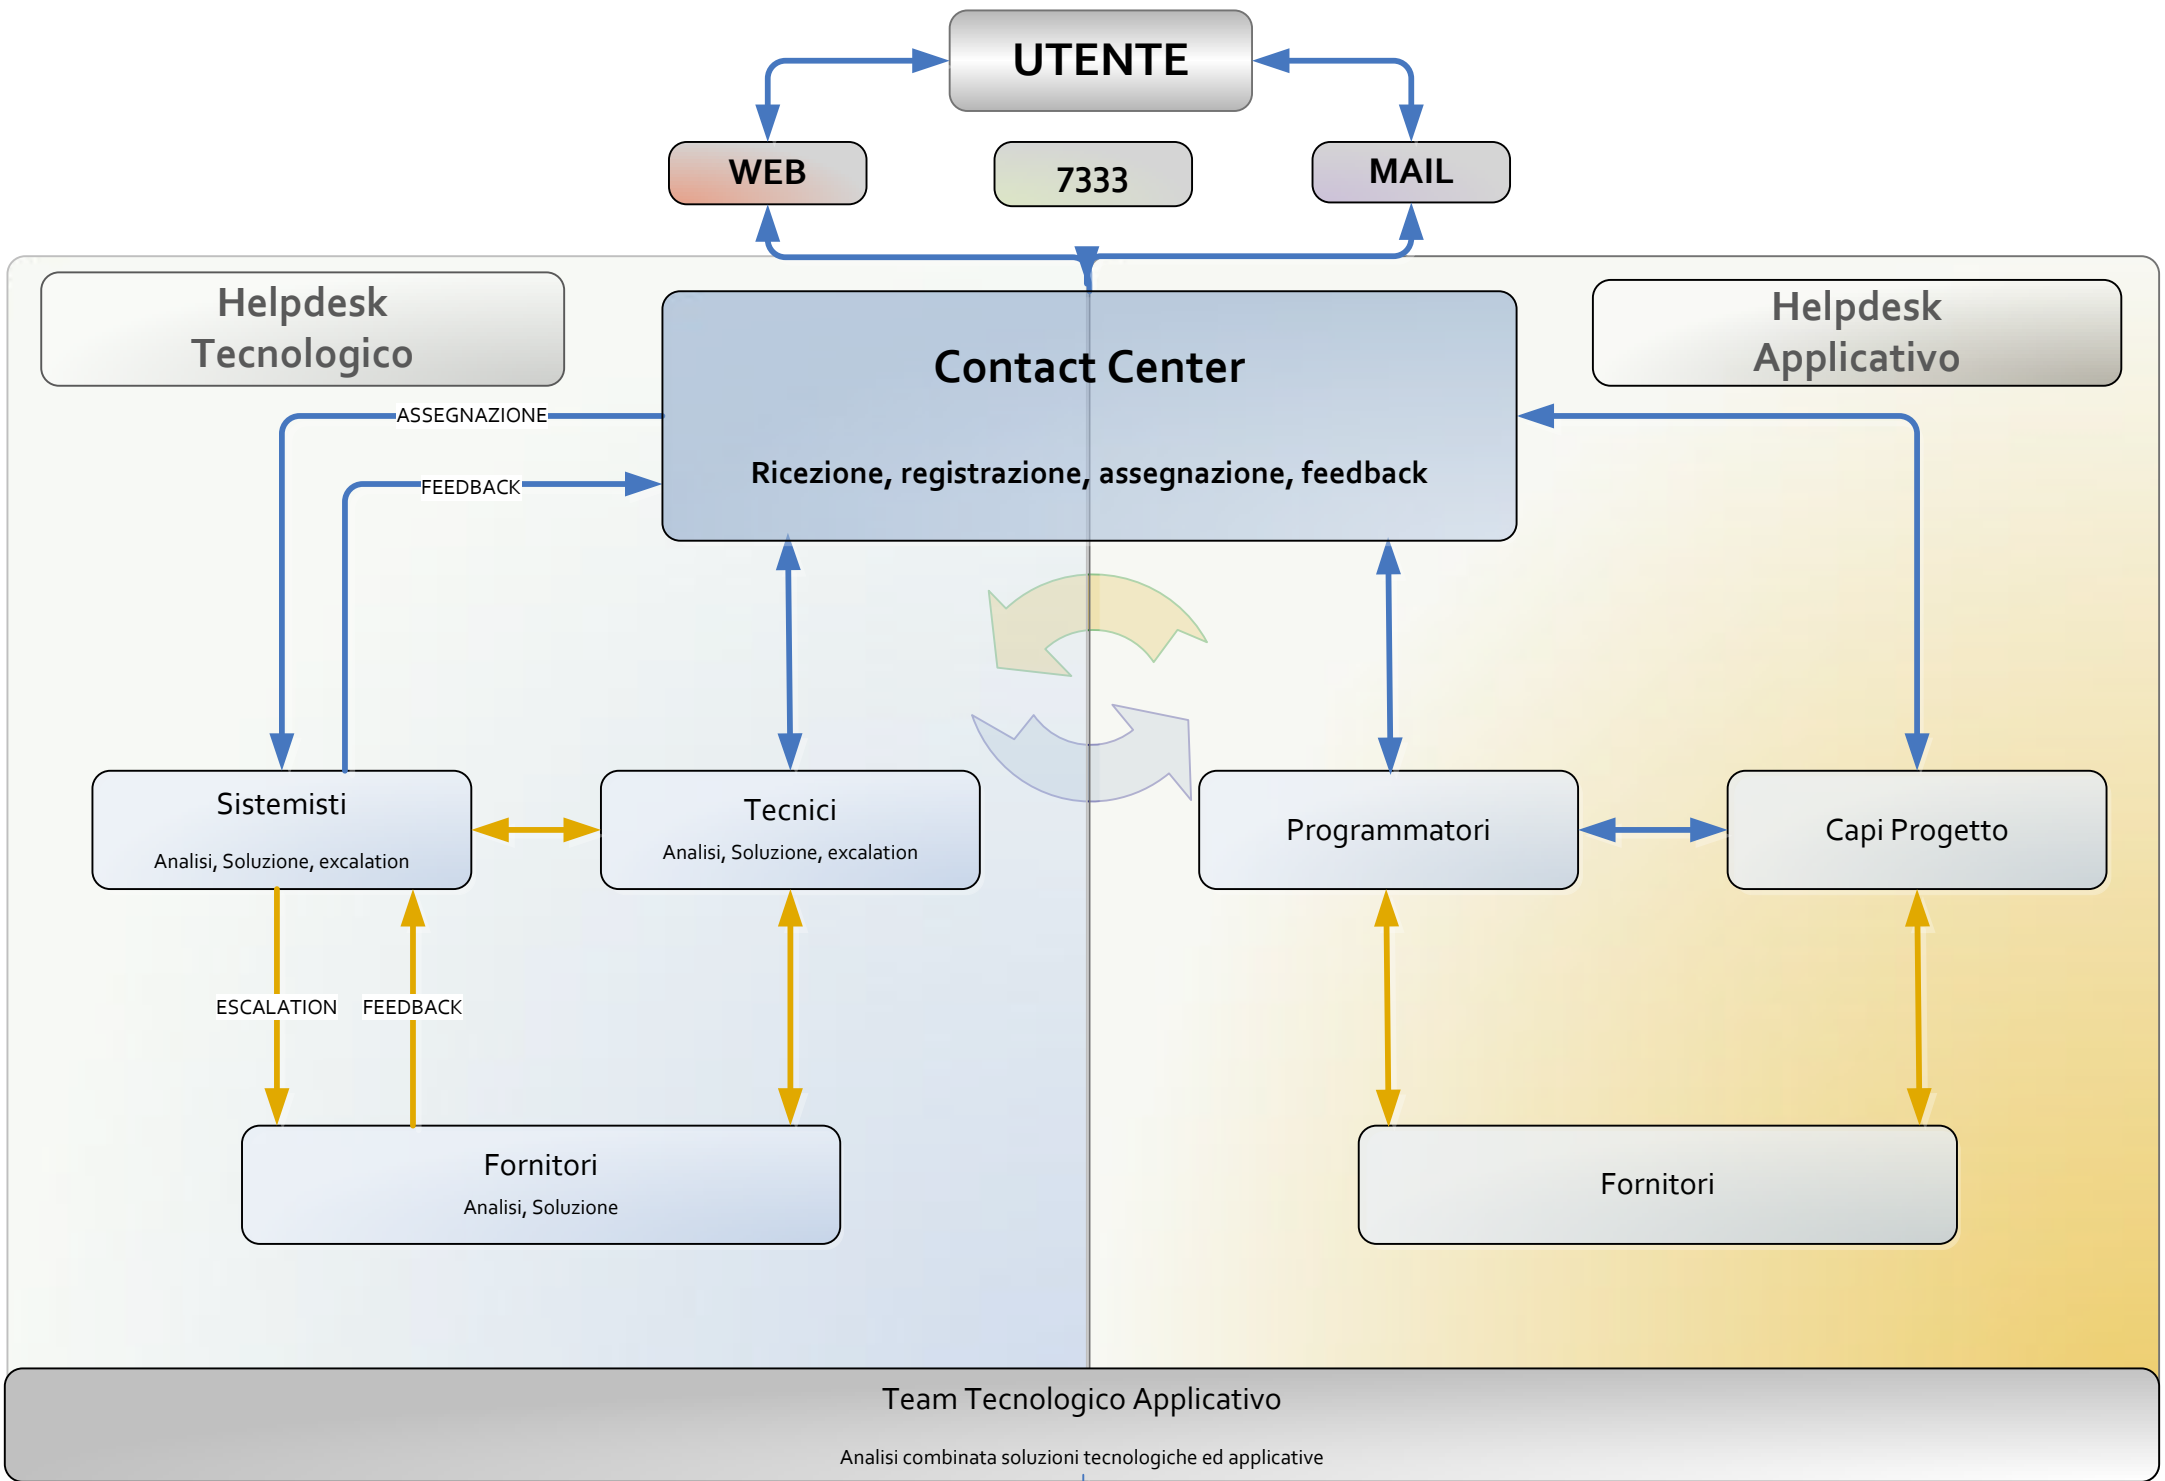 UTENTE
WEB
7333
MAIL
Helpdesk
Tecnologico
Helpdesk
Applicativo
Contact Center
Ricezione, registrazione, assegnazione, feedback
ASSEGNAZIONE
FEEDBACK
Sistemisti
Analisi, Soluzione, excalation
Tecnici
Analisi, Soluzione, excalation
Programmatori
Capi Progetto
ESCALATION
FEEDBACK
Fornitori
Analisi, Soluzione
Fornitori
Team Tecnologico Applicativo
Analisi combinata soluzioni tecnologiche ed applicative